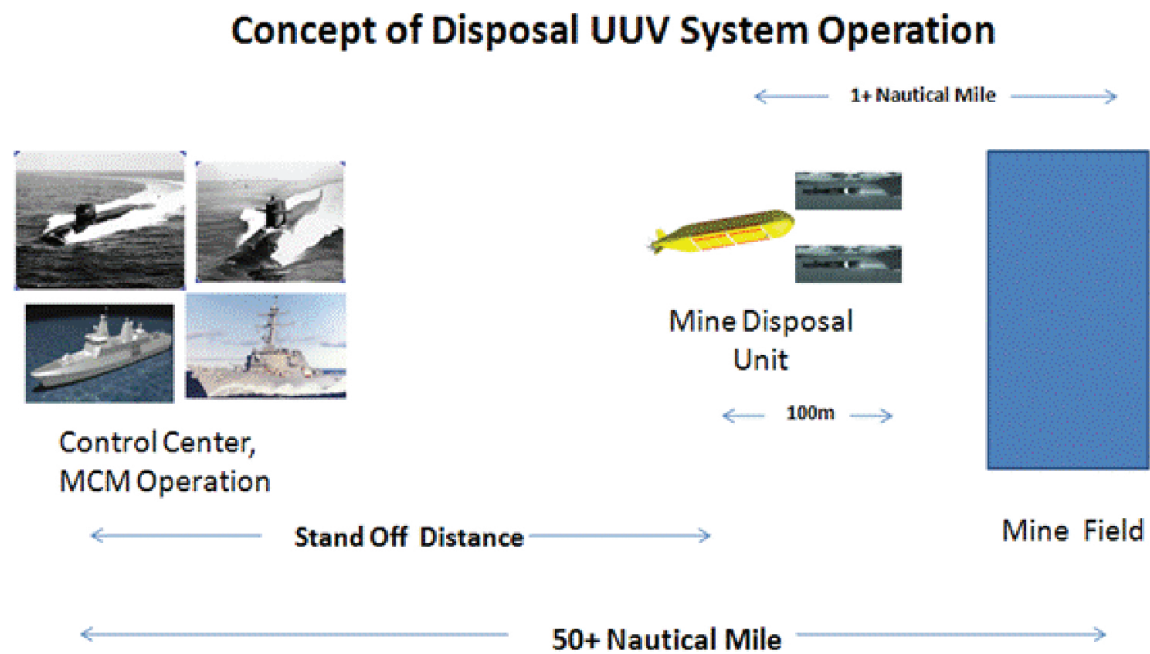 Concept of Disposal UUV System Operation
1+ Nautical Mile
Mine Disposal
Unit
100m
Control Center,
MCM Operation
Stand Off Distance
Mine Field
50+ Nautical Mile